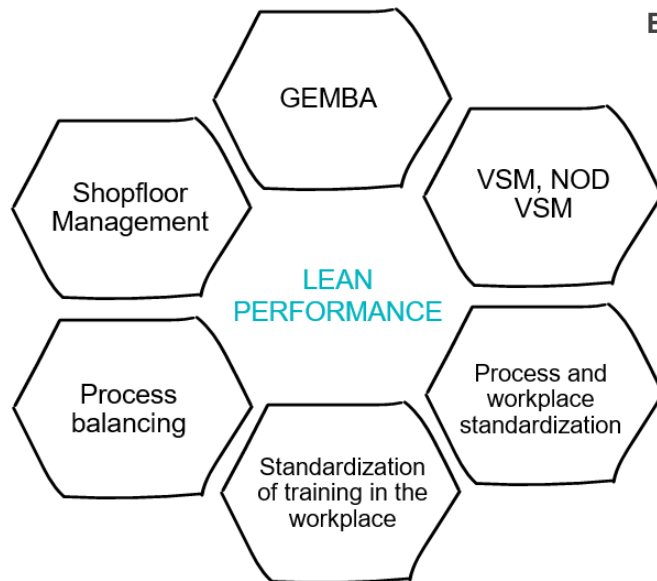 E
GEMBA
VSM, NOD
VSM
Process and
workplace
standardization
Standardization
of training in the
workplace
Process
balancing
Shopfloor
Management
LEAN
PERFORMANCE